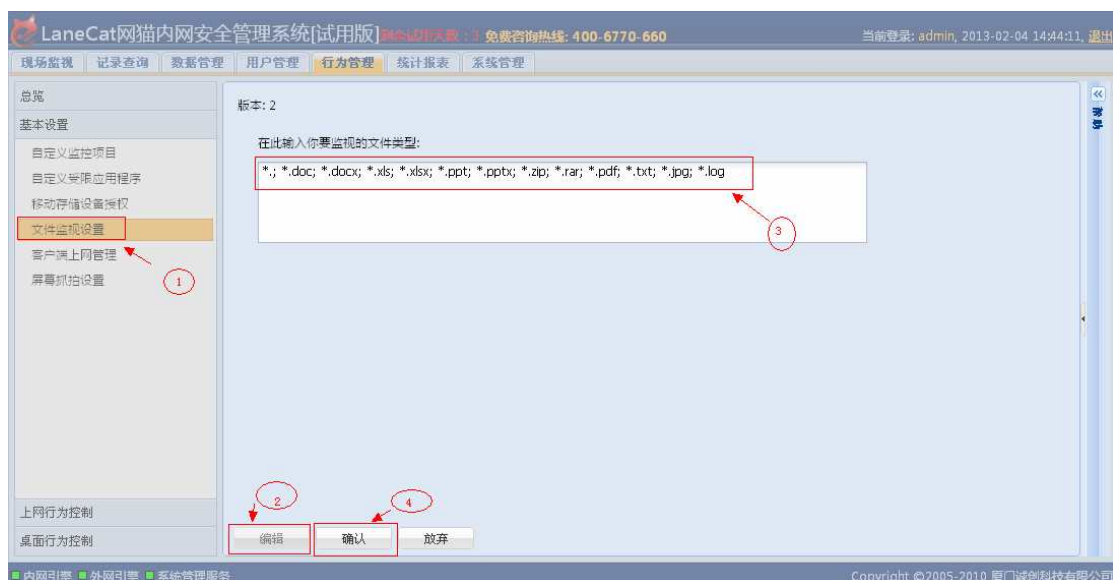 LaneCat网猫内网安全管理系统[试用版]剩余试用天数：3 免费咨询热线: 400-6770-660 当前登录: admin, 2013-02-04 14:44:11, 退出
现场监视 记录查询 数据管理 用户管理 行为管理 统计报表 系统管理
总览
基本设置
自定义监控项目
自定义受限应用程序
移动存储设备授权
文件监视设置
客户端上网管理
屏幕抓拍设置
1
版本: 2
在此输入你要监视的文件类型:
*.; *.doc; *.docx; *.xls; *.xlsx; *.ppt; *.pptx; *.zip; *.rar; *.pdf; *.txt; *.jpg; *.log
3
帮助
上网行为控制
桌面行为控制
2
4
编辑 确认 放弃
内网引擎 外网引擎 系统管理服务 Copyright ©2005-2010 厦门诚创科技有限公司